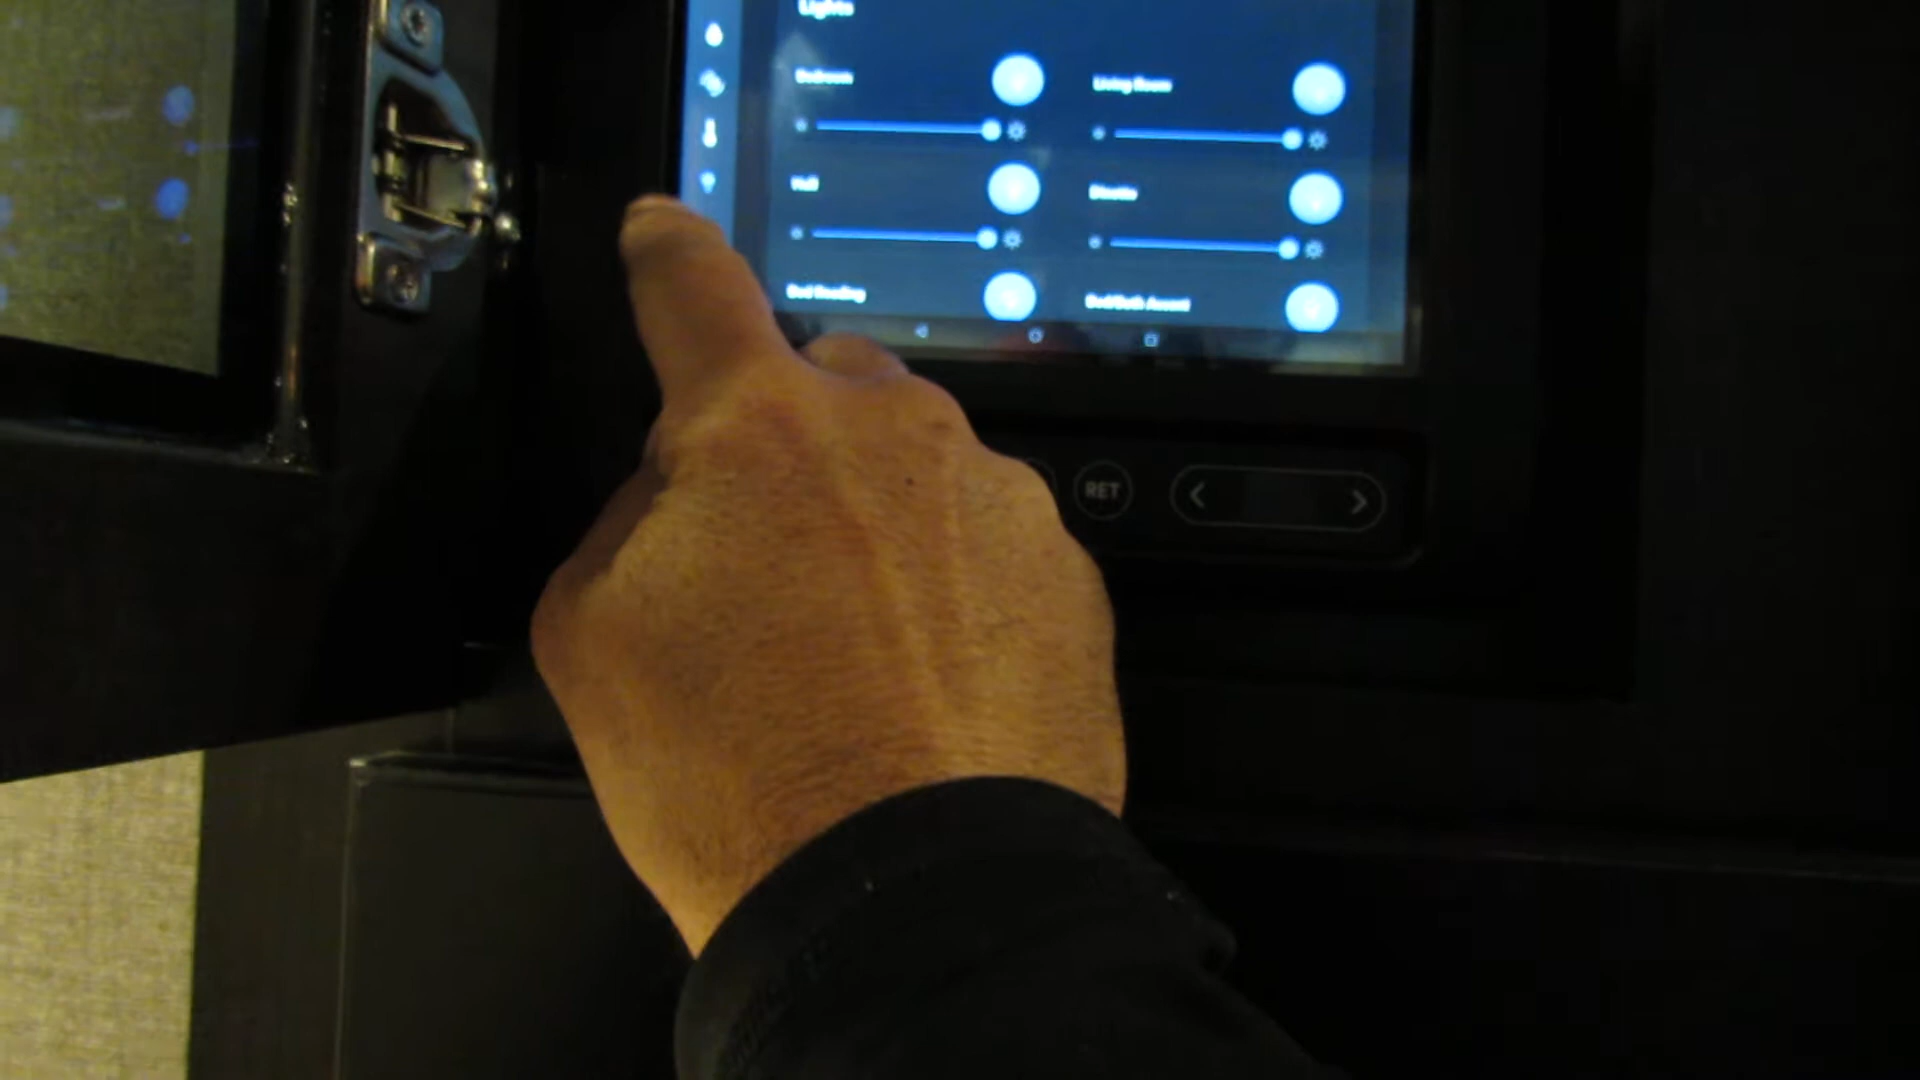 Lights
Bedroom
Living Room
Hall
Dinette
Bed Reading
Bed/Bath Accent
RET